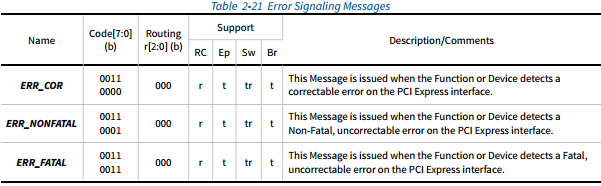 Table 2-21 Error Signaling Messages
Name Code[7:0] (b) Routing r[2:0] (b) Support Description/Comments
RC Ep Sw Br
ERR_COR 0011 0000 000 r t tr t This Message is issued when the Function or Device detects a
correctable error on the PCI Express interface.
ERR_NONFATAL 0011 0001 000 r t tr t This Message is issued when the Function or Device detects a
Non-Fatal, uncorrectable error on the PCI Express interface.
ERR_FATAL 0011 0011 000 r t tr t This Message is issued when the Function or Device detects a Fatal,
uncorrectable error on the PCI Express interface.